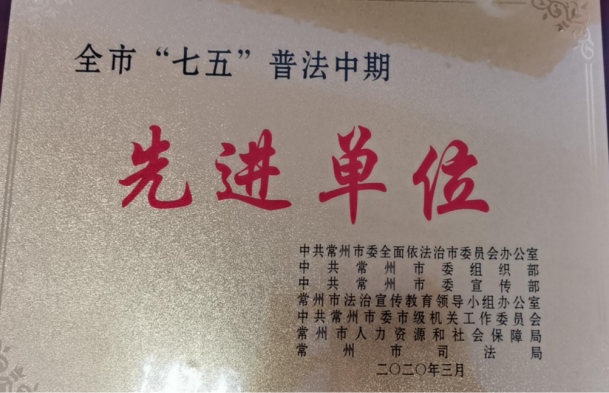 全市“七五”普法中期
先进单位
中共常州市委全面依法治市委员会办公室
中共常州市委组织部
中共常州市委宣传部
常州市法治宣传教育领导小组办公室
中共常州市委市级机关工作委员会
常州市人力资源和社会保障局
常州市司法局
二〇二〇年三月